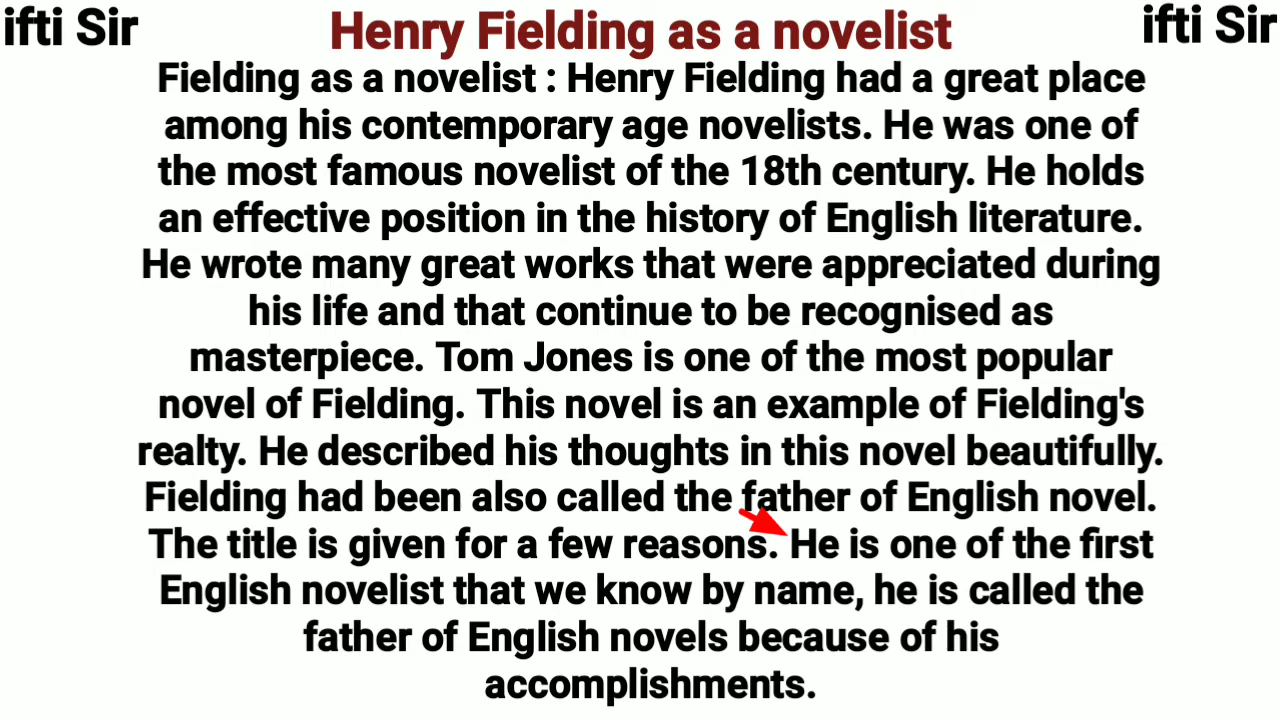 ifti Sir
Henry Fielding as a novelist
ifti Sir
Fielding as a novelist : Henry Fielding had a great place
among his contemporary age novelists. He was one of
the most famous novelist of the 18th century. He holds
an effective position in the history of English literature.
He wrote many great works that were appreciated during
his life and that continue to be recognised as
masterpiece. Tom Jones is one of the most popular
novel of Fielding. This novel is an example of Fielding's
realty. He described his thoughts in this novel beautifully.
Fielding had been also called the father of English novel.
The title is given for a few reasons. He is one of the first
English novelist that we know by name, he is called the
father of English novels because of his
accomplishments.